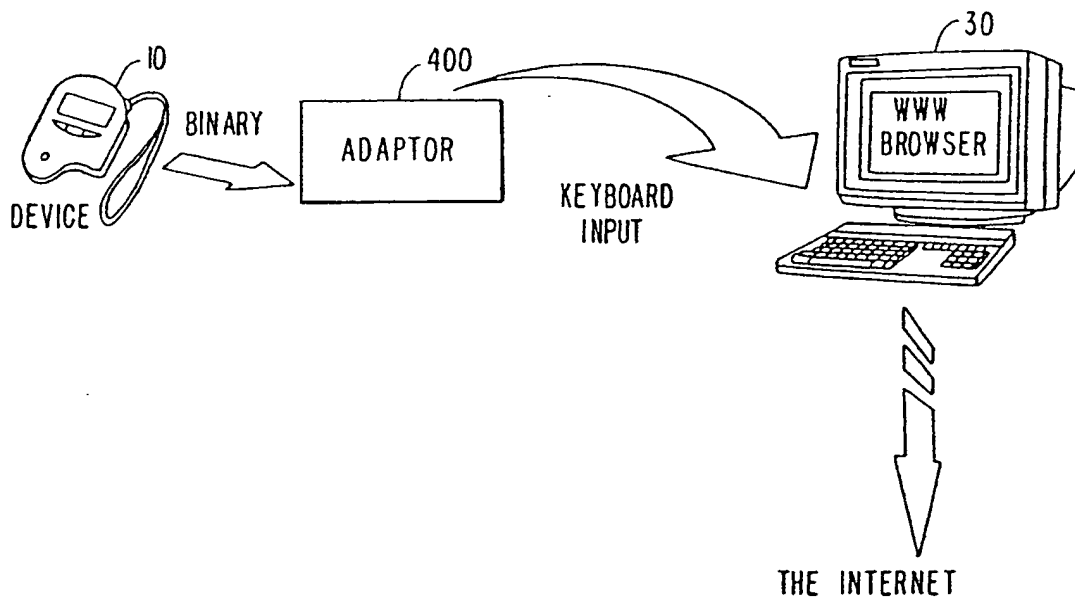 10
400
30
BINARY
ADAPTOR
WWW
BROWSER
DEVICE
KEYBOARD
INPUT
THE INTERNET